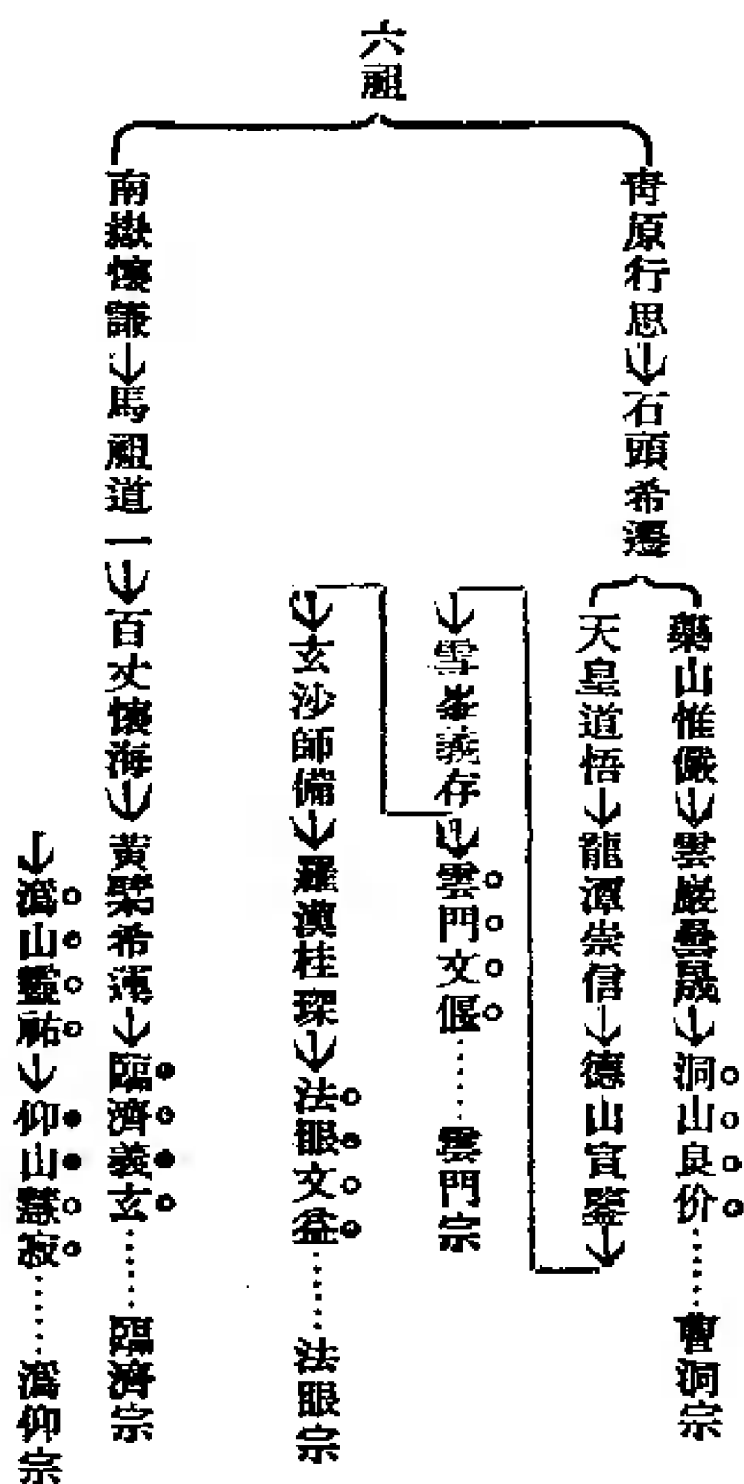 六祖
青原行思→石頭希遷
藥山惟儼→雲巖曇晟→洞山良价……曹洞宗
天皇道悟→龍潭崇信→德山宣鑒→
→雪峯義存→雲門文偃……雲門宗
→玄沙師備→羅漢桂琛→法眼文益……法眼宗
南嶽懷讓→馬祖道一→百丈懷海→黃檗希運→臨濟義玄……臨濟宗
→溈山靈祐→仰山慧寂……溈仰宗